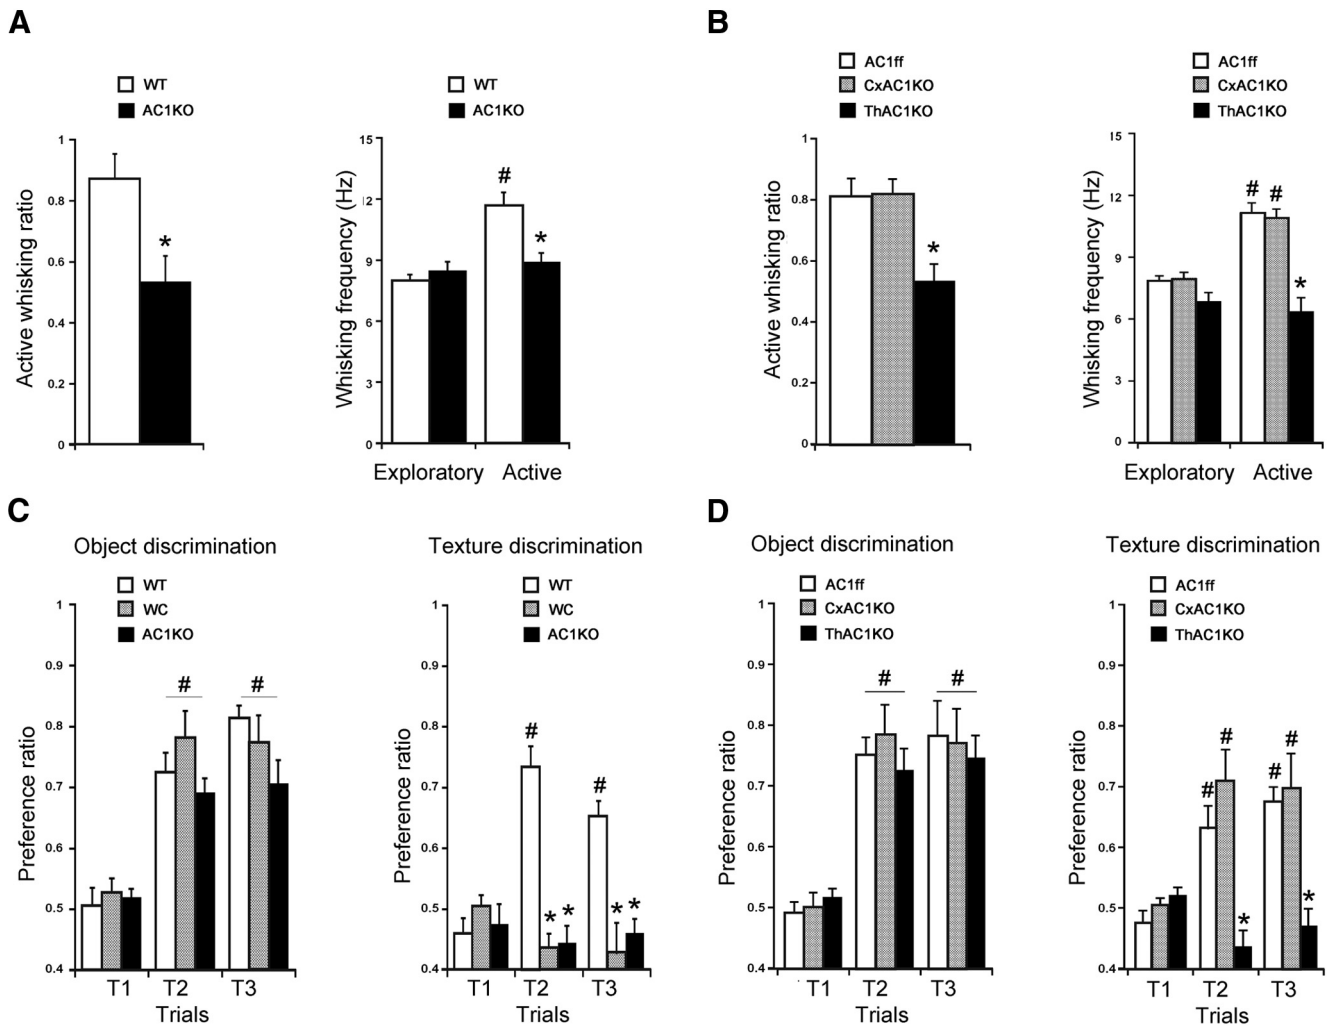 A
WT
AC1KO
Active whisking ratio
1
0.8
0.6
0.4
0.2
0
*
WT
AC1KO
Whisking frequency (Hz)
15
12
9
6
3
0
#
*
Exploratory Active
B
AC1ff
CxAC1KO
ThAC1KO
Active whisking ratio
1
0.8
0.6
0.4
0.2
0
*
AC1ff
CxAC1KO
ThAC1KO
Whisking frequency (Hz)
15
12
9
6
3
0
# #
*
Exploratory Active
C
Object discrimination
WT
WC
AC1KO
Preference ratio
1
0.9
0.8
0.7
0.6
0.5
0.4
# #
T1 T2 T3
Trials
Texture discrimination
WT
WC
AC1KO
Preference ratio
1
0.9
0.8
0.7
0.6
0.5
0.4
#
* *
#
* *
T1 T2 T3
Trials
D
Object discrimination
AC1ff
CxAC1KO
ThAC1KO
Preference ratio
1
0.9
0.8
0.7
0.6
0.5
0.4
# #
T1 T2 T3
Trials
Texture discrimination
AC1ff
CxAC1KO
ThAC1KO
Preference ratio
1
0.9
0.8
0.7
0.6
0.5
0.4
# #
*
# #
*
T1 T2 T3
Trials